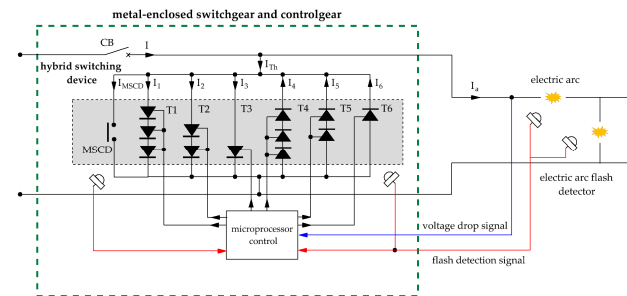 metal-enclosed switchgear and controlgear
CB
I
hybrid switching
device
I_Th
I_MSCD
I_1
I_2
I_3
I_4
I_5
I_6
I_a
electric arc
T1
T2
T3
T4
T5
T6
MSCD
electric arc flash
detector
microprocessor
control
voltage drop signal
flash detection signal